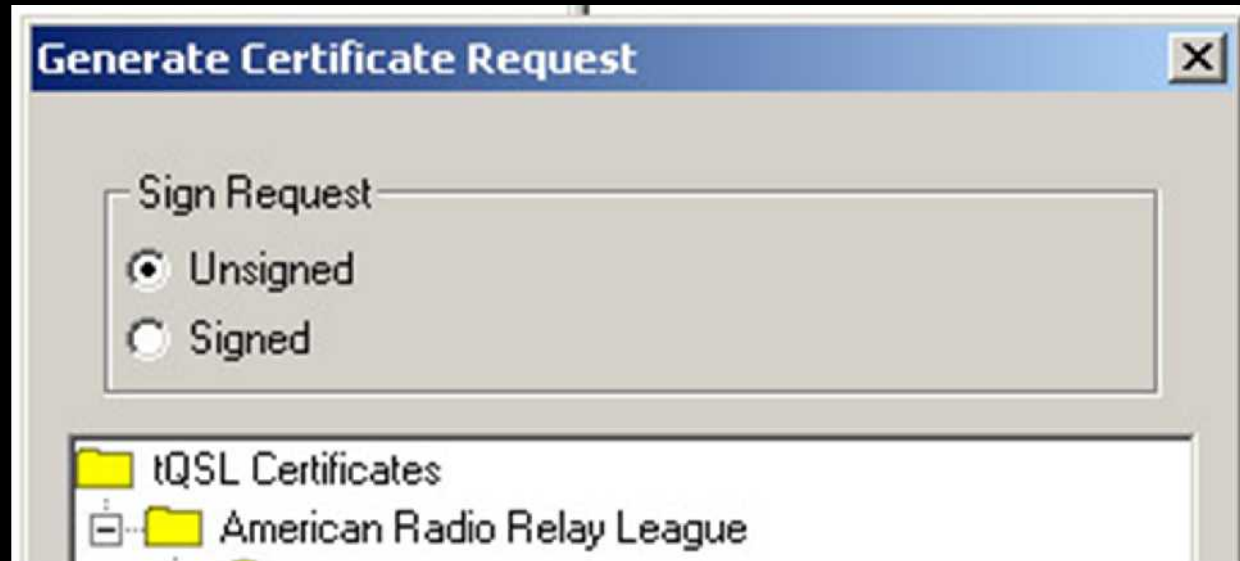 Generate Certificate Request
Sign Request
Unsigned
Signed
tQSL Certificates
American Radio Relay League